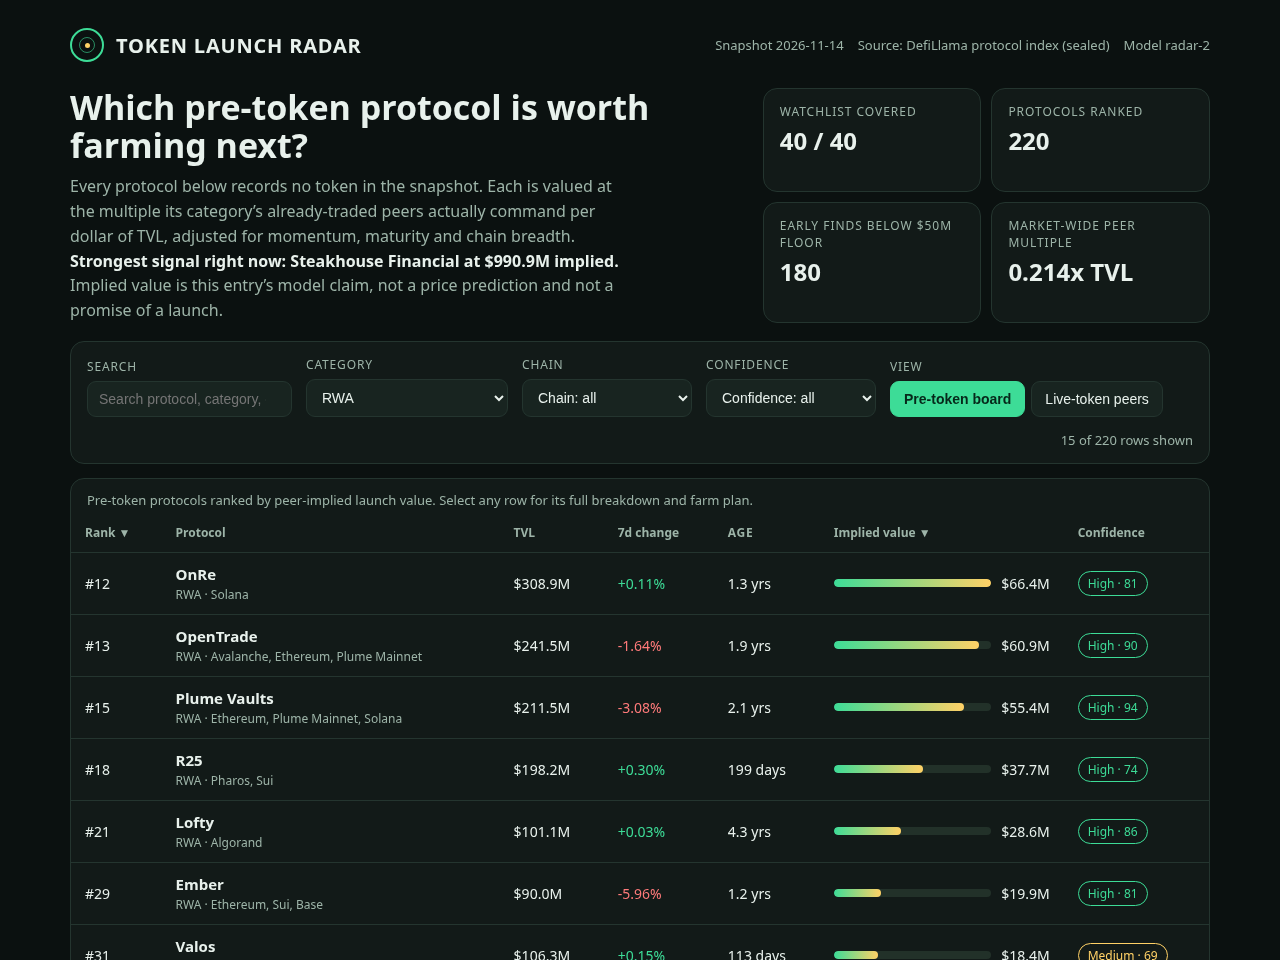 TOKEN LAUNCH RADAR
Snapshot 2026-11-14 Source: DefiLlama protocol index (sealed) Model radar-2
Which pre-token protocol is worth
farming next?
Every protocol below records no token in the snapshot. Each is valued at
the multiple its category’s already-traded peers actually command per
dollar of TVL, adjusted for momentum, maturity and chain breadth.
Strongest signal right now: Steakhouse Financial at $990.9M implied.
Implied value is this entry’s model claim, not a price prediction and not a
promise of a launch.
WATCHLIST COVERED
40 / 40
PROTOCOLS RANKED
220
EARLY FINDS BELOW $50M
FLOOR
180
MARKET-WIDE PEER
MULTIPLE
0.214x TVL
SEARCH
Search protocol, category,
CATEGORY
RWA
CHAIN
Chain: all
CONFIDENCE
Confidence: all
VIEW
Pre-token board Live-token peers
15 of 220 rows shown
Pre-token protocols ranked by peer-implied launch value. Select any row for its full breakdown and farm plan.
Rank ▼ Protocol TVL 7d change AGE Implied value ▼ Confidence
#12 OnRe $308.9M +0.11% 1.3 yrs $66.4M High · 81
RWA · Solana
#13 OpenTrade $241.5M -1.64% 1.9 yrs $60.9M High · 90
RWA · Avalanche, Ethereum, Plume Mainnet
#15 Plume Vaults $211.5M -3.08% 2.1 yrs $55.4M High · 94
RWA · Ethereum, Plume Mainnet, Solana
#18 R25 $198.2M +0.30% 199 days $37.7M High · 74
RWA · Pharos, Sui
#21 Lofty $101.1M +0.03% 4.3 yrs $28.6M High · 86
RWA · Algorand
#29 Ember $90.0M -5.96% 1.2 yrs $19.9M High · 81
RWA · Ethereum, Sui, Base
#31 Valos $106.3M +0.15% 113 days $18.4M Medium · 69